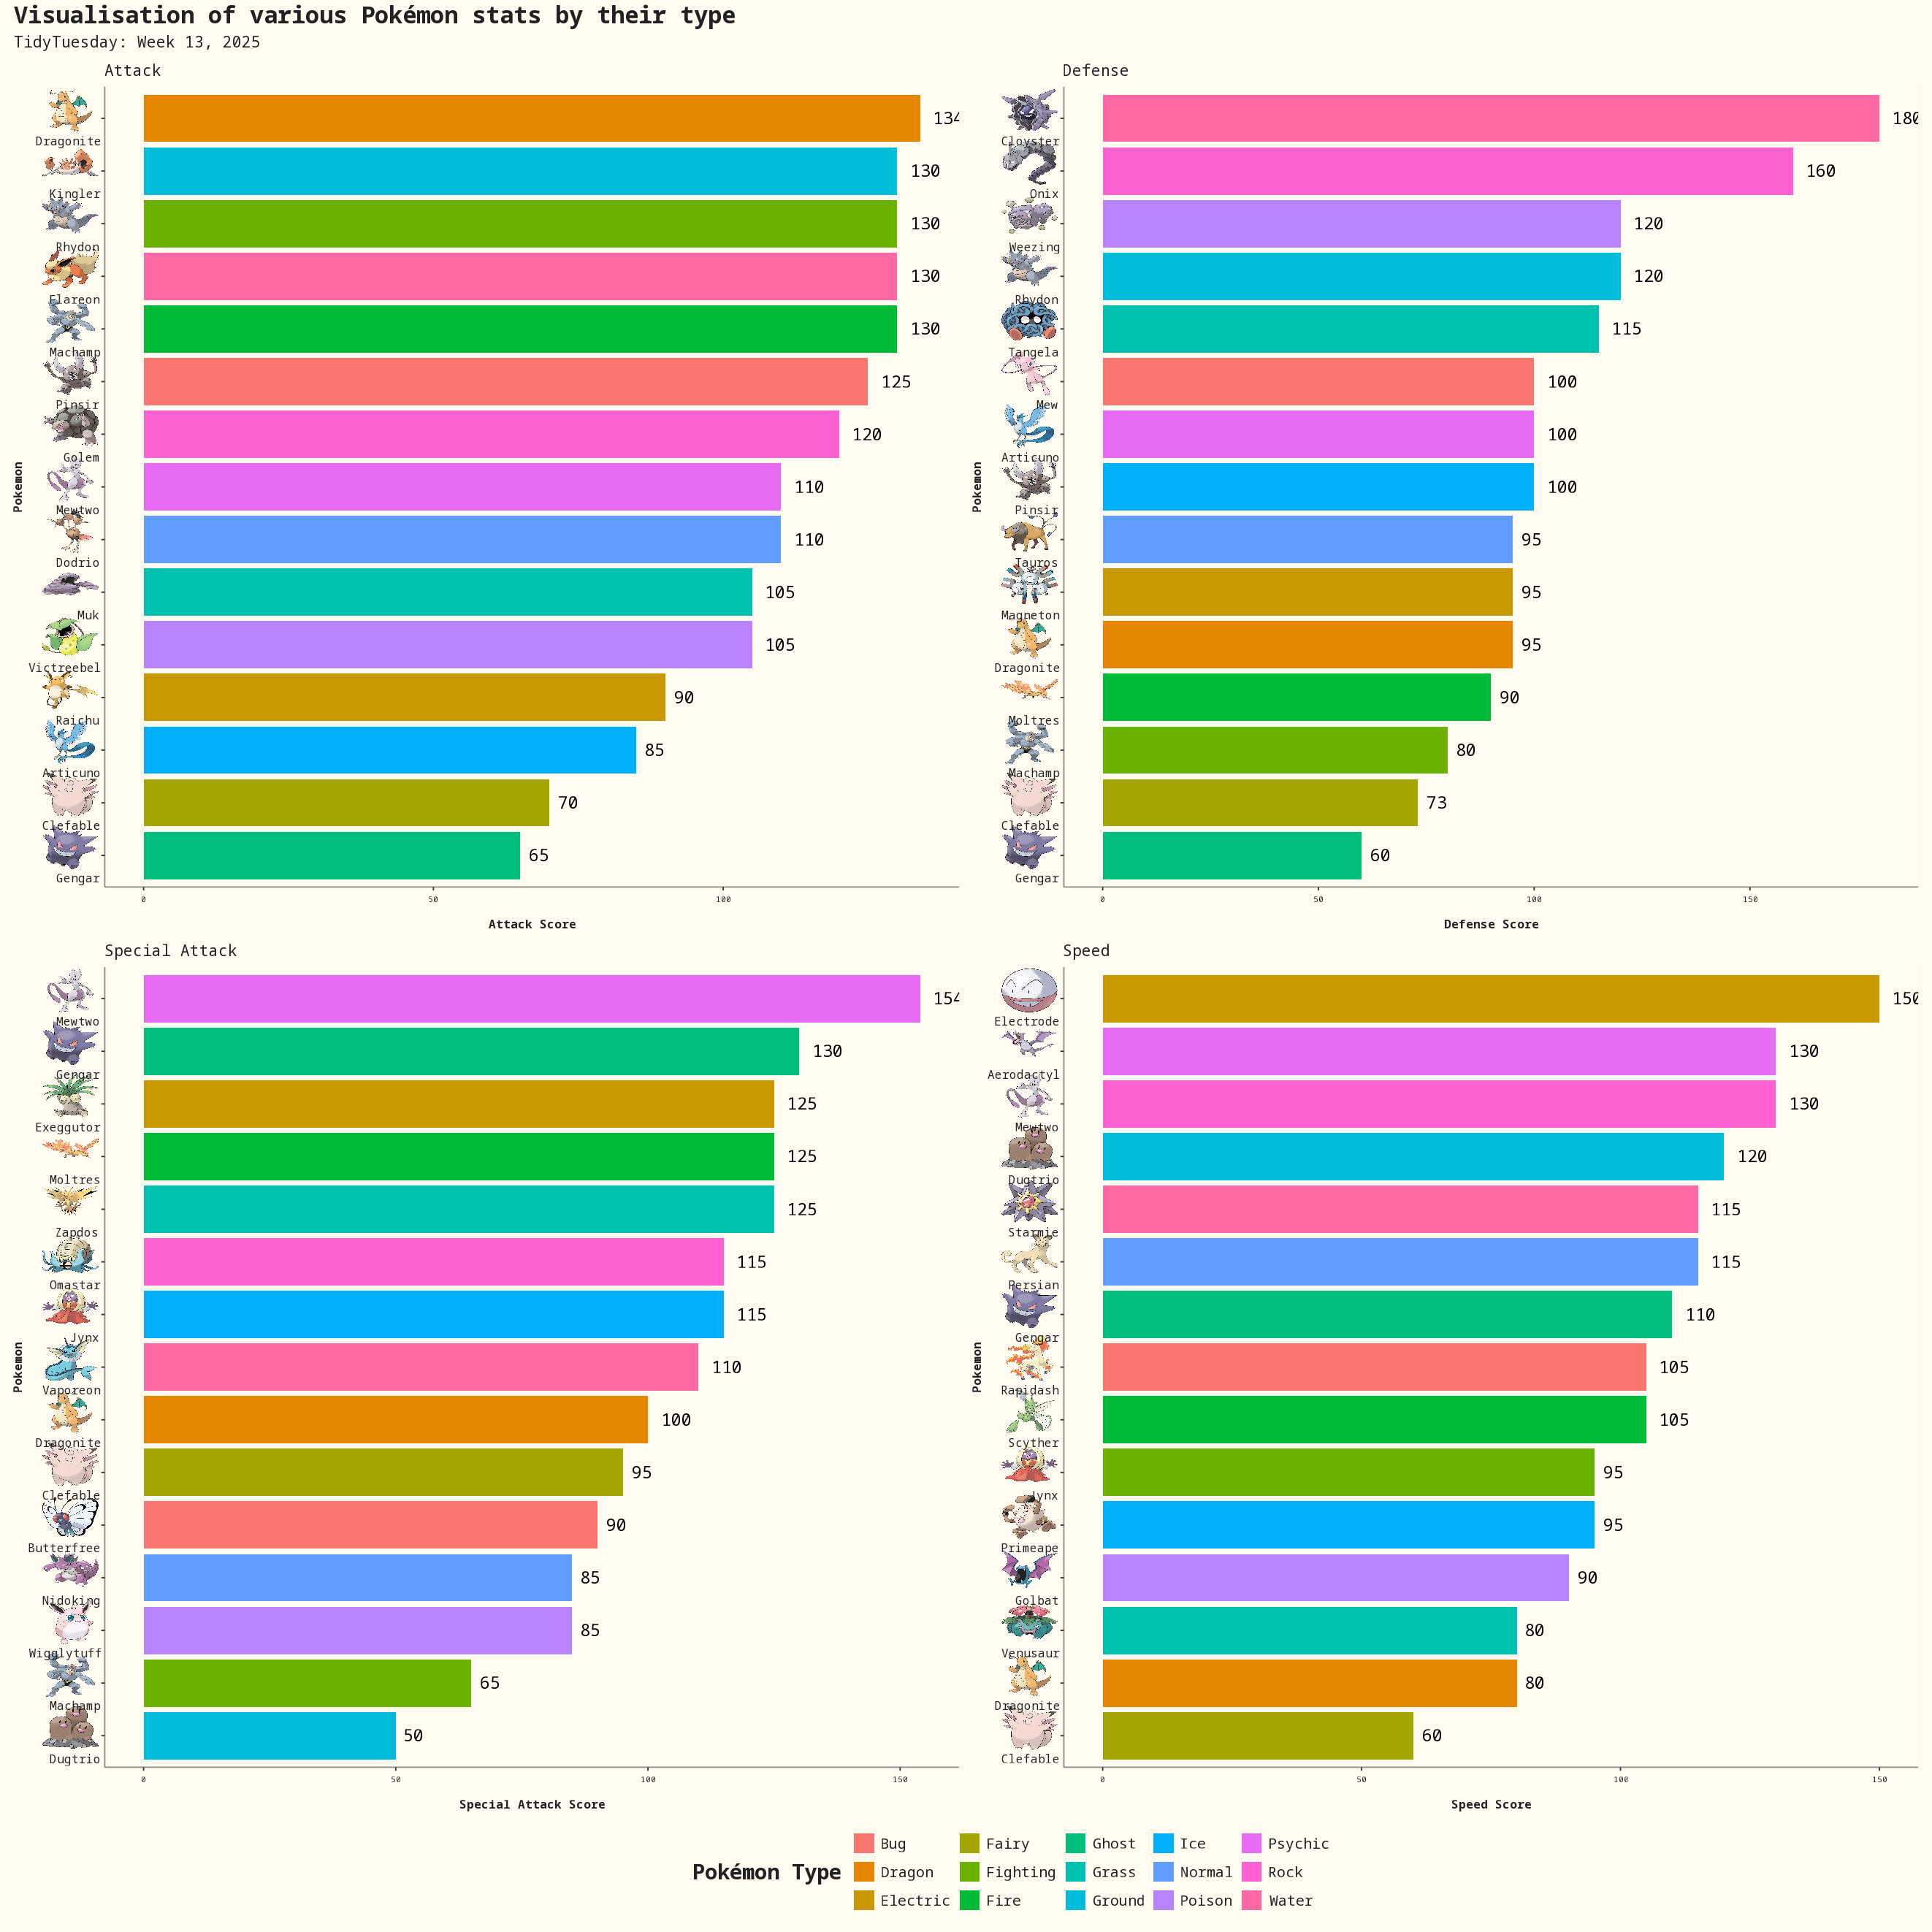 Visualisation of various Pokémon stats by their type
TidyTuesday: Week 13, 2025
Attack
Dragonite 134
Kingler 130
Rhydon 130
Flareon 130
Machamp 130
Pinsir 125
Golem 120
Mewtwo 110
Dodrio 110
Muk 105
Victreebel 105
Raichu 90
Articuno 85
Clefable 70
Gengar 65
Pokemon
0 50 100
Attack Score
Defense
Cloyster 180
Onix 160
Weezing 120
Rhydon 120
Tangela 115
Mew 100
Articuno 100
Pinsir 100
Tauros 95
Magneton 95
Dragonite 95
Moltres 90
Machamp 80
Clefable 73
Gengar 60
Pokemon
0 50 100 150
Defense Score
Special Attack
Mewtwo 154
Gengar 130
Exeggutor 125
Moltres 125
Zapdos 125
Omastar 115
Jynx 115
Vaporeon 110
Dragonite 100
Clefable 95
Butterfree 90
Nidoking 85
Wigglytuff 85
Machamp 65
Dugtrio 50
Pokemon
0 50 100 150
Special Attack Score
Speed
Electrode 150
Aerodactyl 130
Mewtwo 130
Dugtrio 120
Starmie 115
Persian 115
Gengar 110
Rapidash 105
Scyther 105
Jynx 95
Primeape 95
Golbat 90
Venusaur 80
Dragonite 80
Clefable 60
Pokemon
0 50 100 150
Speed Score
Pokémon Type
Bug Fairy Ghost Ice Psychic
Dragon Fighting Grass Normal Rock
Electric Fire Ground Poison Water